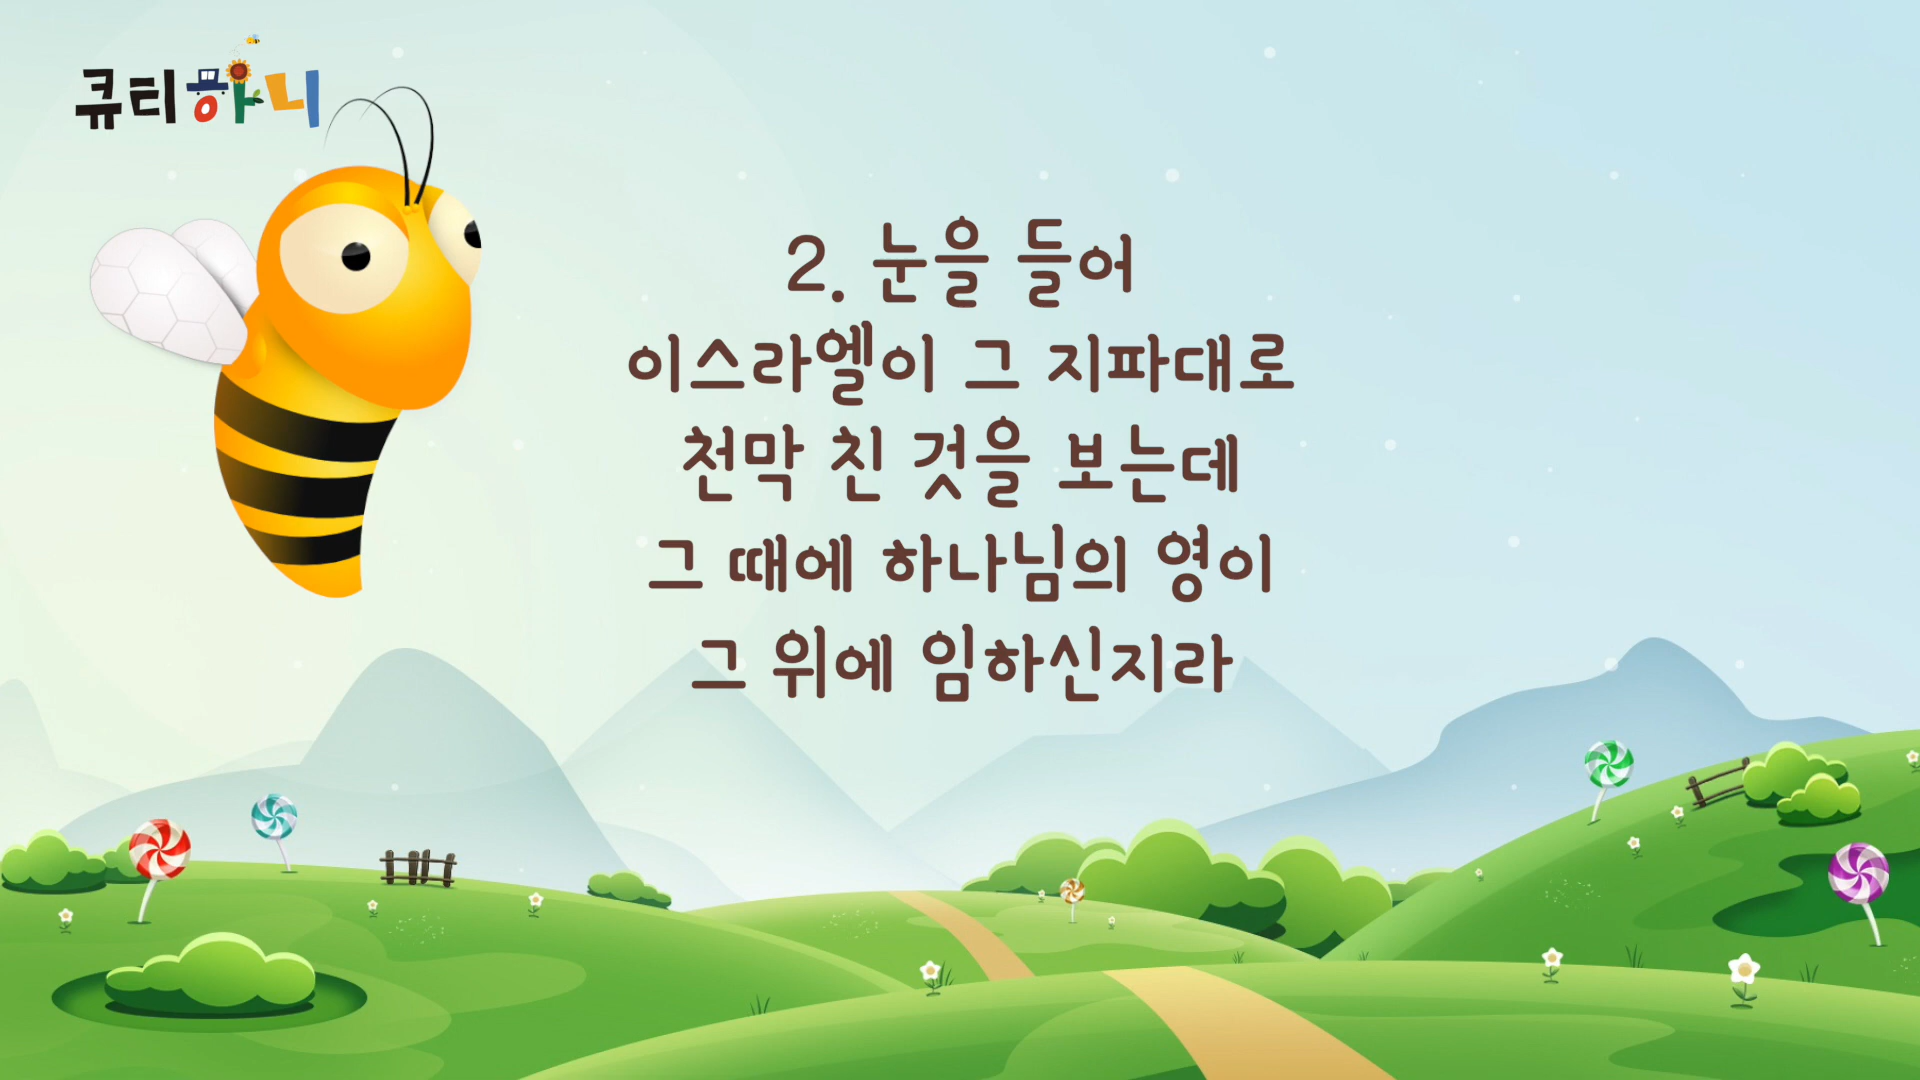 큐티하니
2. 눈을 들어
이스라엘이 그 지파대로
천막 친 것을 보는데
그 때에 하나님의 영이
그 위에 임하신지라